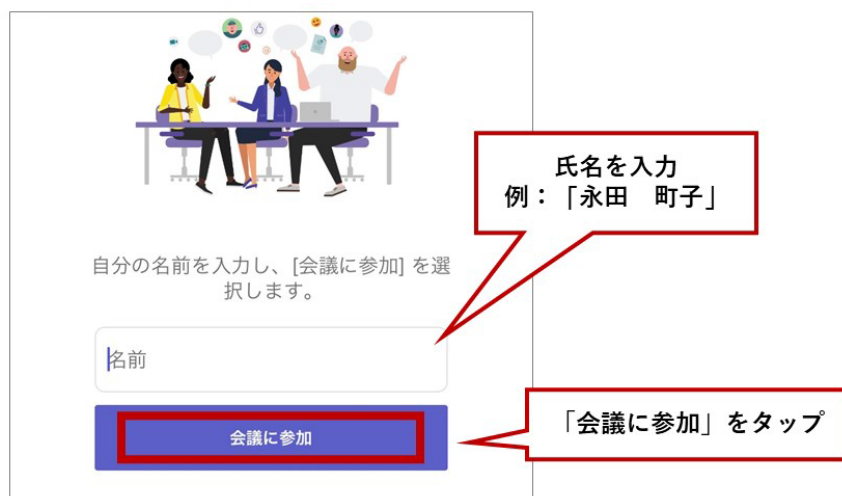 氏名を入力
例：「永田　町子」
自分の名前を入力し、[会議に参加] を選
択します。
名前
会議に参加
「会議に参加」をタップ